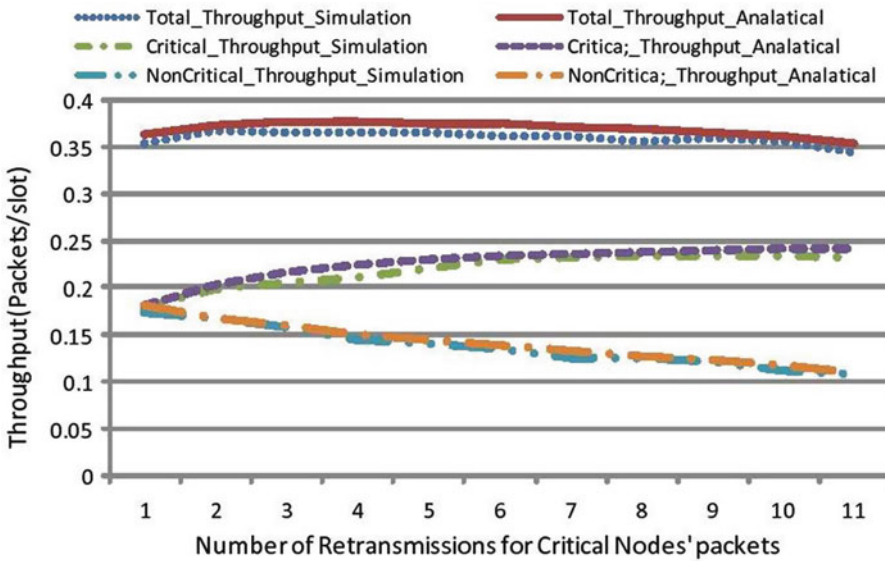 Total_Throughput_Simulation
Total_Throughput_Analatical
Critical_Throughput_Simulation
Critica;_Throughput_Analatical
NonCritical_Throughput_Simulation
NonCritica;_Throughput_Analatical
Throughput(Packets/slot)
0.4
0.35
0.3
0.25
0.2
0.15
0.1
0.05
0
1 2 3 4 5 6 7 8 9 10 11
Number of Retransmissions for Critical Nodes' packets